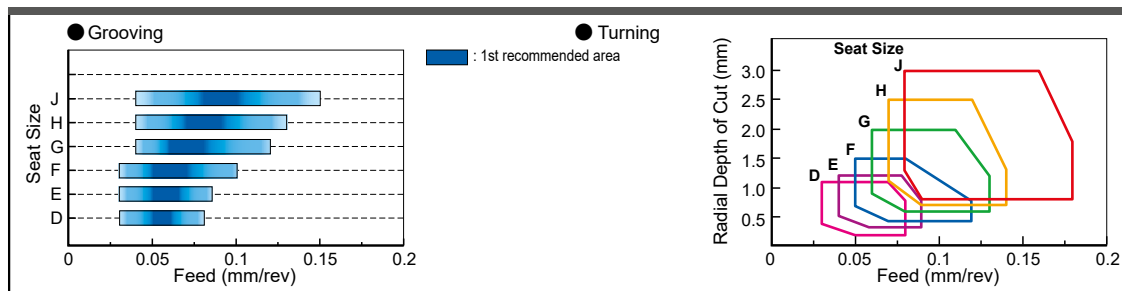 ● Grooving
: 1st recommended area
Seat Size
J
H
G
F
E
D
0
0.05
0.1
0.15
0.2
Feed (mm/rev)
● Turning
Seat Size
Radial Depth of Cut (mm)
3.0
2.5
2.0
1.5
1.0
0.5
J
H
G
F
E
D
0
0.05
0.1
0.15
0.2
Feed (mm/rev)